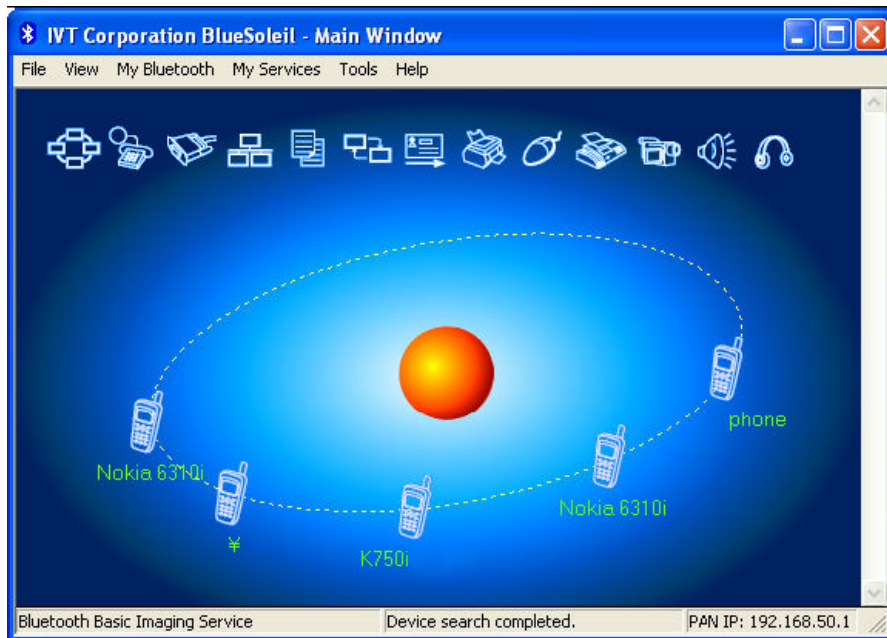 IVT Corporation BlueSoleil - Main Window
File View My Bluetooth My Services Tools Help
phone
Nokia 6310i
Nokia 6310i
¥
K750i
Bluetooth Basic Imaging Service Device search completed. PAN IP: 192.168.50.1